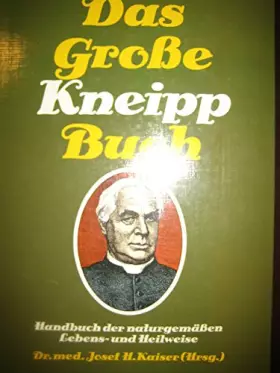 Das
Große
Kneipp
Buch
Handbuch der naturgemäßen
Lebens- und Heilweise
Dr. med. Josef H. Kaiser (Hrsg.)